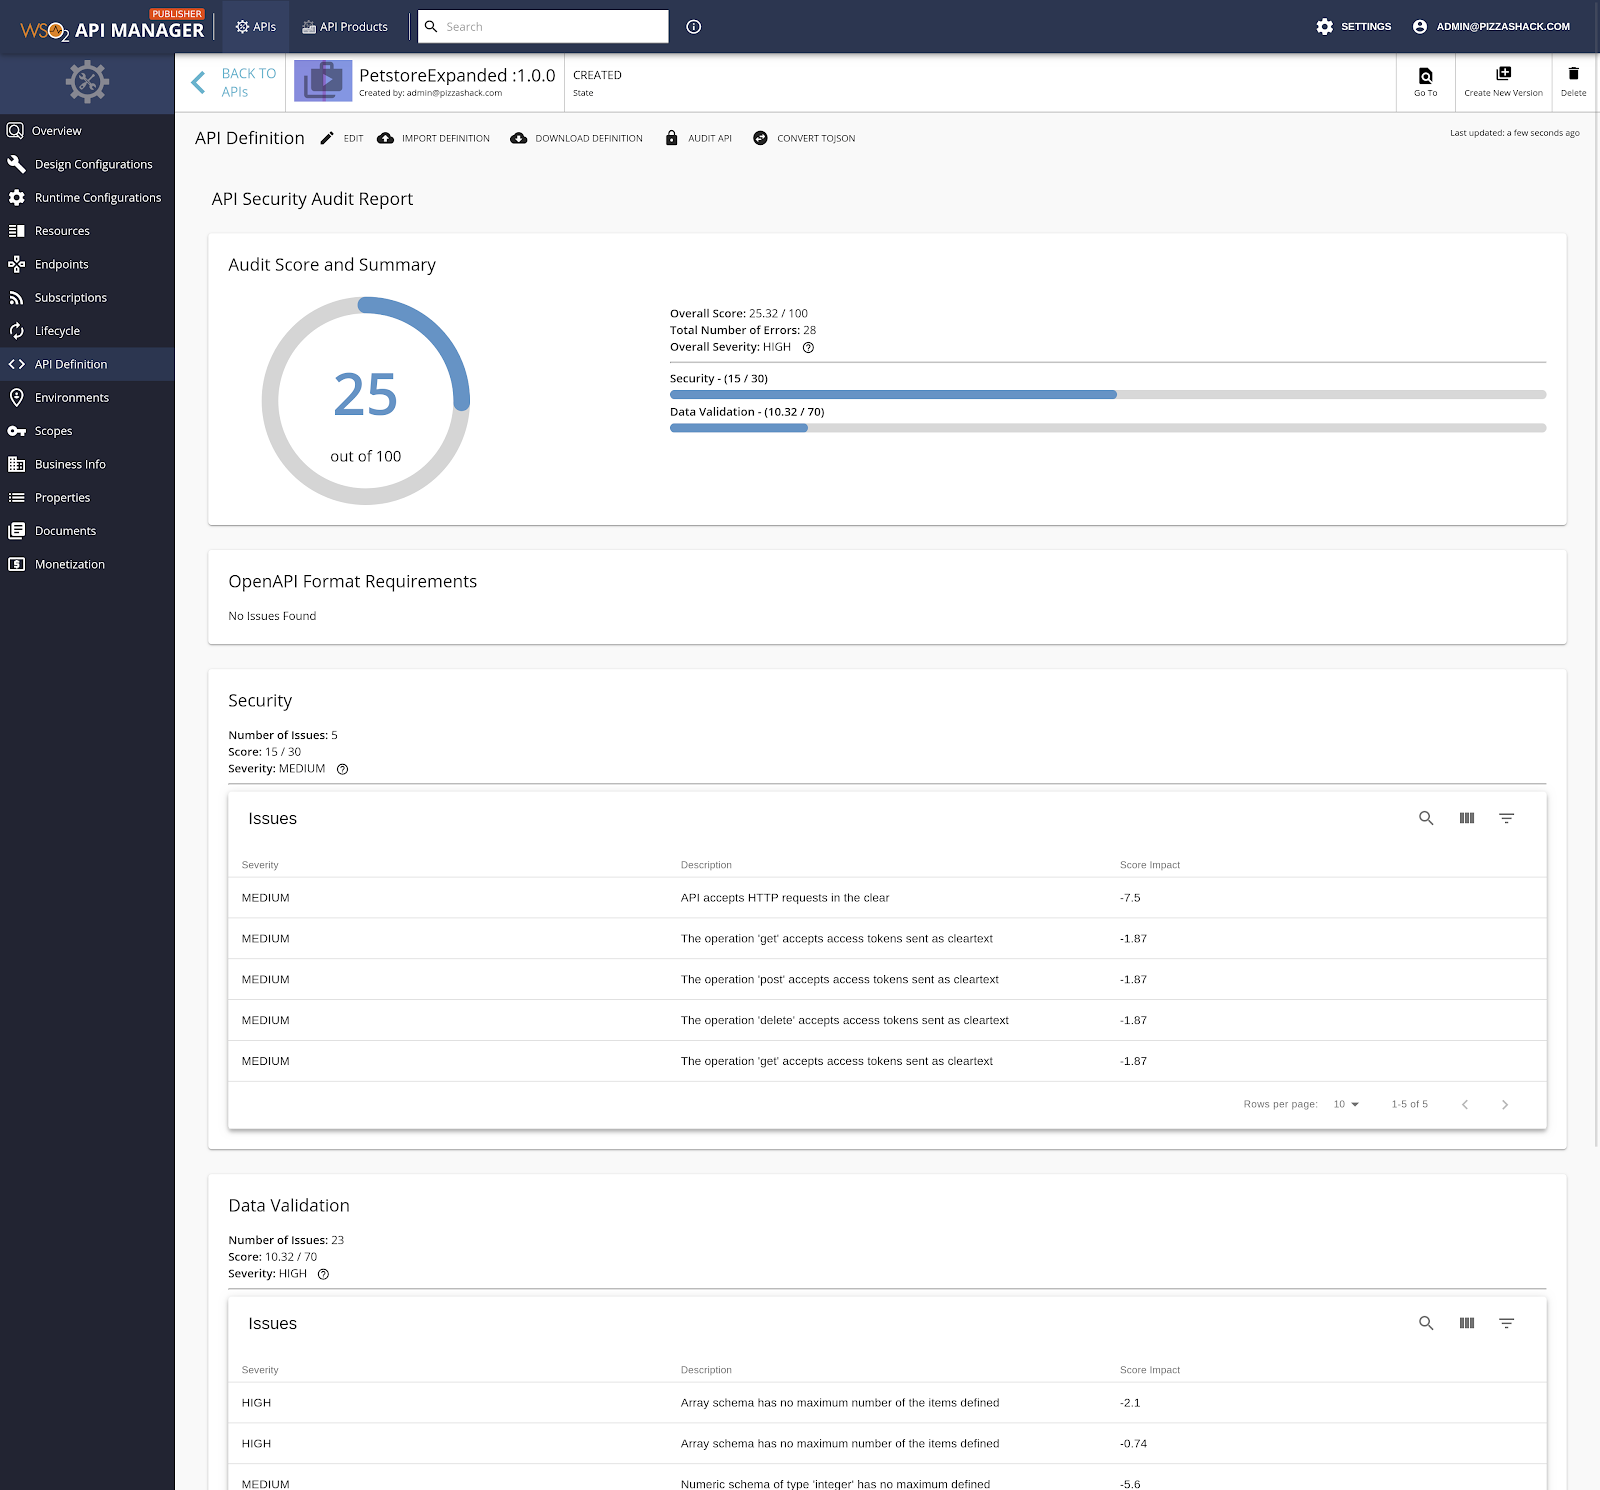 PUBLISHER
WSO2 API MANAGER
APIs
API Products
Search
SETTINGS
ADMIN@PIZZASHACK.COM
BACK TO APIs
PetstoreExpanded :1.0.0
Created by: admin@pizzashack.com
CREATED
State
Go To
Create New Version
Delete
Overview
Design Configurations
Runtime Configurations
Resources
Endpoints
Subscriptions
Lifecycle
API Definition
Environments
Scopes
Business Info
Properties
Documents
Monetization
API Definition
EDIT
IMPORT DEFINITION
DOWNLOAD DEFINITION
AUDIT API
CONVERT TOJSON
Last updated: a few seconds ago
API Security Audit Report
Audit Score and Summary
25
out of 100
Overall Score: 25.32 / 100
Total Number of Errors: 28
Overall Severity: HIGH
Security - (15 / 30)
Data Validation - (10.32 / 70)
OpenAPI Format Requirements
No Issues Found
Security
Number of Issues: 5
Score: 15 / 30
Severity: MEDIUM
Issues
Severity Description Score Impact
MEDIUM API accepts HTTP requests in the clear -7.5
MEDIUM The operation 'get' accepts access tokens sent as cleartext -1.87
MEDIUM The operation 'post' accepts access tokens sent as cleartext -1.87
MEDIUM The operation 'delete' accepts access tokens sent as cleartext -1.87
MEDIUM The operation 'get' accepts access tokens sent as cleartext -1.87
Rows per page: 10 1-5 of 5
Data Validation
Number of Issues: 23
Score: 10.32 / 70
Severity: HIGH
Issues
Severity Description Score Impact
HIGH Array schema has no maximum number of the items defined -2.1
HIGH Array schema has no maximum number of the items defined -0.74
MEDIUM Numeric schema of type 'integer' has no maximum defined -5.6